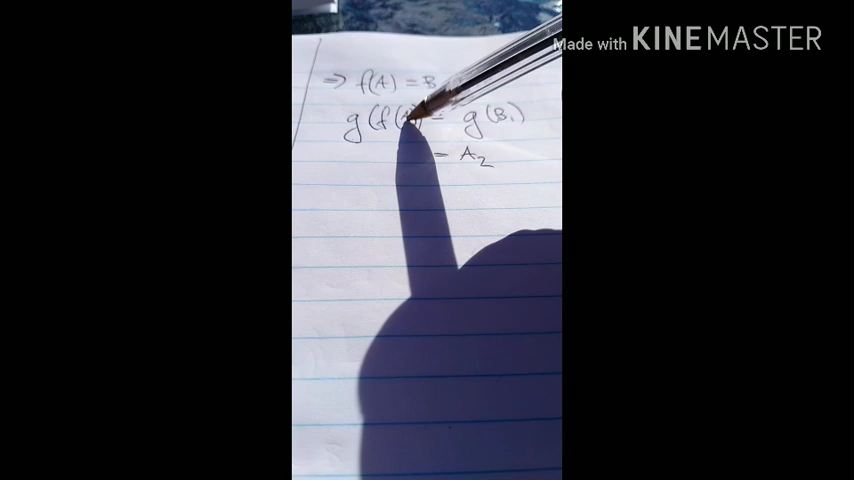 Made with KINEMASTER
⇒ f(A) = B
g(f(A) = g(B₁)
= A₂